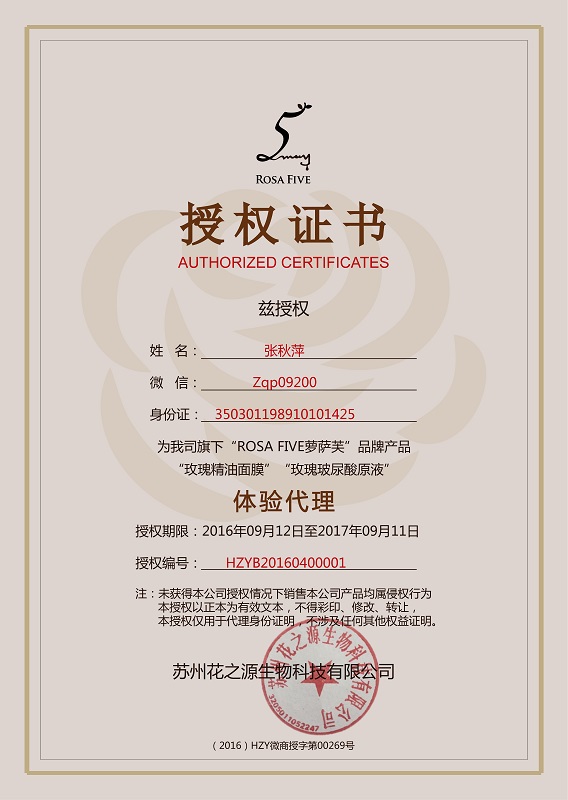 5
may
ROSA FIVE
授权证书
AUTHORIZED CERTIFICATES
兹授权
姓 名：张秋萍
微 信：Zqp09200
身份证：350301198910101425
为我司旗下“ROSA FIVE萝萨芙”品牌产品
“玫瑰精油面膜”“玫瑰玻尿酸原液”
体验代理
授权期限：2016年09月12日至2017年09月11日
授权编号：HZYB20160400001
注：未获得本公司授权情况下销售本公司产品均属侵权行为
本授权以正本为有效文本，不得彩印、修改、转让，
本授权仅用于代理身份证明，不涉及任何其他权益证明。
苏州花之源生物科技有限公司
苏州花之源生物科技有限公司
3205011052247
（2016）HZY微商授字第00269号